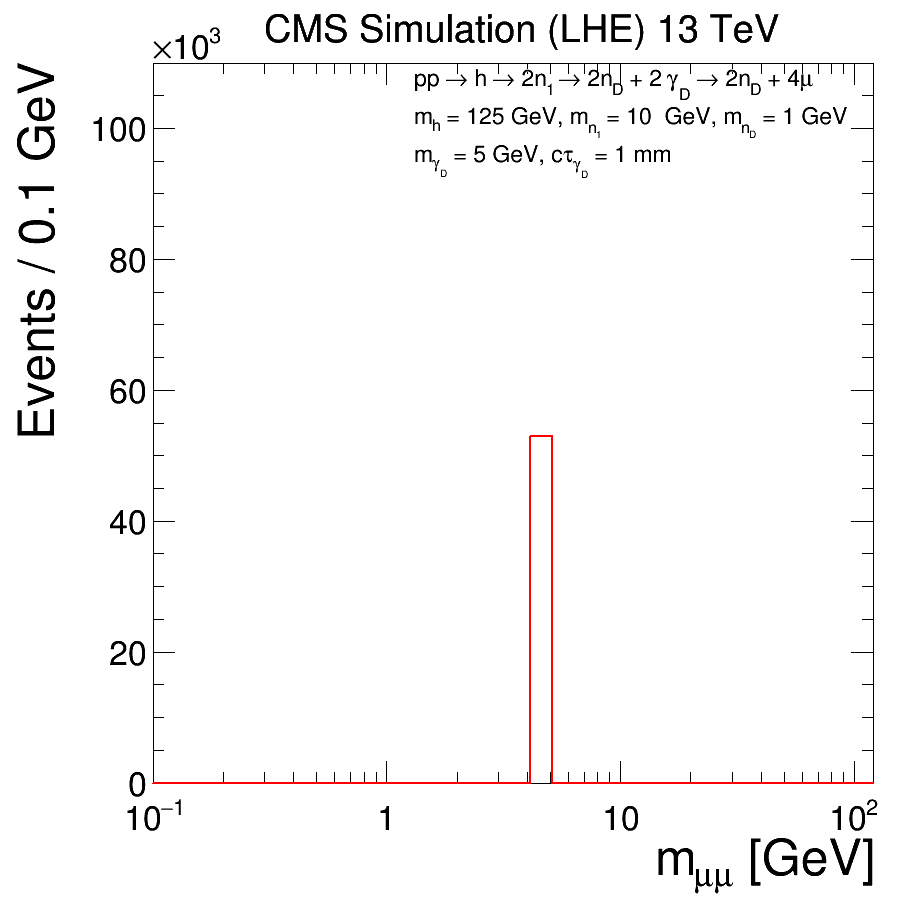 CMS Simulation (LHE) 13 TeV
×10³
pp → h → 2n₁ → 2n_D + 2 γ_D → 2n_D + 4μ
m_h = 125 GeV, m_n₁ = 10 GeV, m_n_D = 1 GeV
m_γ_D = 5 GeV, cτ_γ_D = 1 mm
Events / 0.1 GeV
100
80
60
40
20
0
10⁻¹ 1 10 10²
m_μμ [GeV]